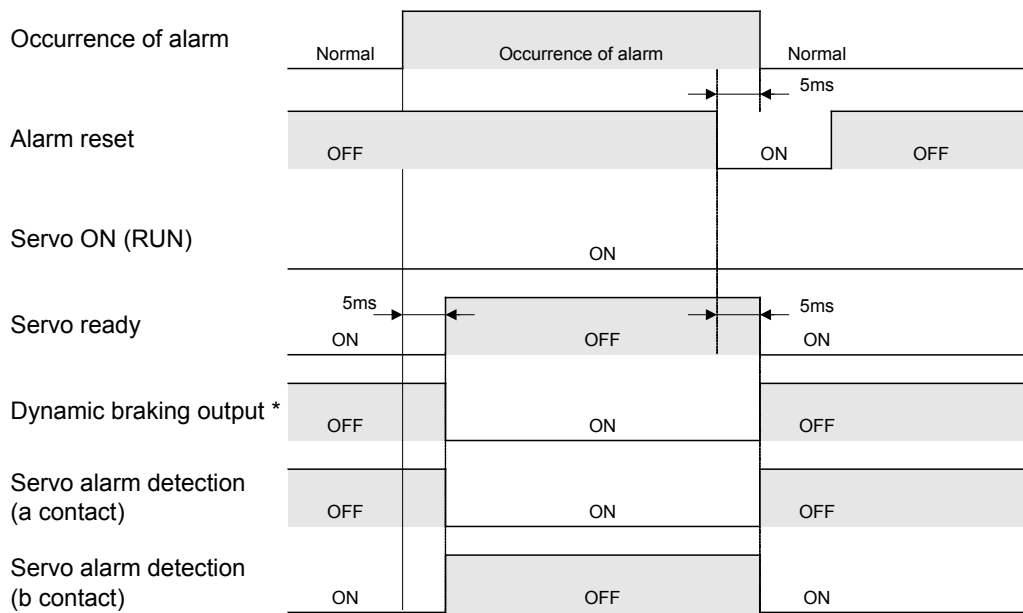 Occurrence of alarm
Normal
Occurrence of alarm
Normal
5ms
Alarm reset
OFF
ON
OFF
Servo ON (RUN)
ON
5ms
5ms
Servo ready
ON
OFF
ON
Dynamic braking output *
OFF
ON
OFF
Servo alarm detection
(a contact)
OFF
ON
OFF
Servo alarm detection
(b contact)
ON
OFF
ON